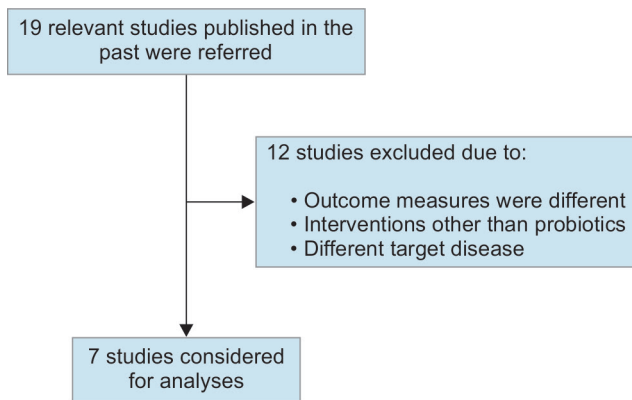 19 relevant studies published in the
past were referred
12 studies excluded due to:
• Outcome measures were different
• Interventions other than probiotics
• Different target disease
7 studies considered
for analyses